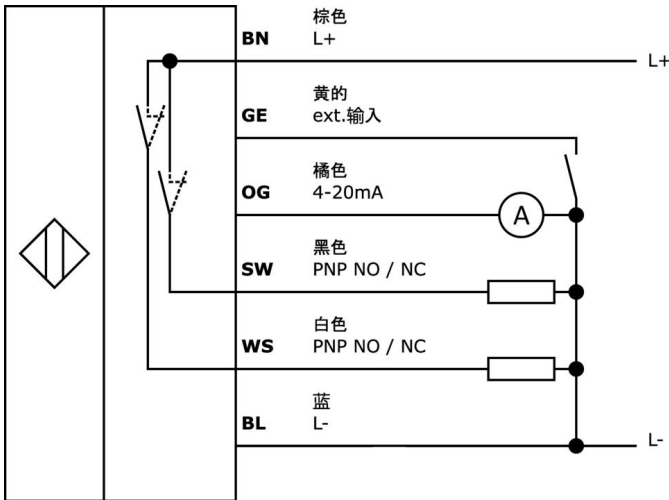 棕色
BN L+
L+
黄的
GE ext.输入
橘色
OG 4-20mA
A
黑色
SW PNP NO / NC
白色
WS PNP NO / NC
蓝
BL L-
L-